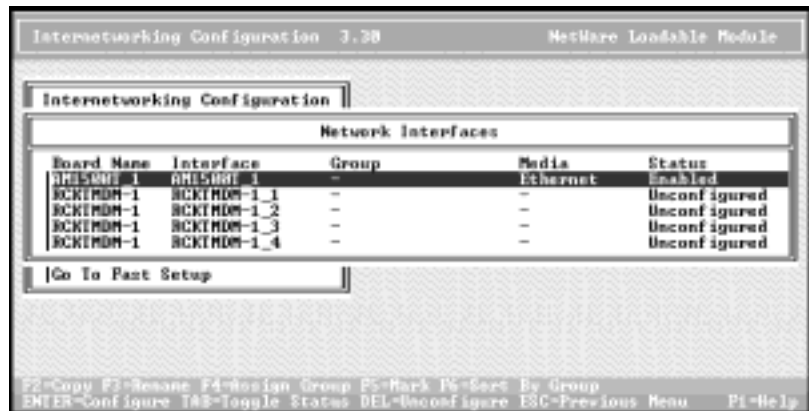 Internetworking Configuration 3.30 NetWare Loadable Module
Internetworking Configuration
Network Interfaces
Board Name Interface Group Media Status
AM1500T_1 AM1500T_1 - Ethernet Enabled
RCKTMDM-1 RCKTMDM-1_1 - - Unconfigured
RCKTMDM-1 RCKTMDM-1_2 - - Unconfigured
RCKTMDM-1 RCKTMDM-1_3 - - Unconfigured
RCKTMDM-1 RCKTMDM-1_4 - - Unconfigured
Go To Fast Setup
F2=Copy F3=Rename F4=Assign Group F5=Mark F6=Sort By Group
ENTER=Configure TAB=Toggle Status DEL=Unconfigure ESC=Previous Menu F1=Help